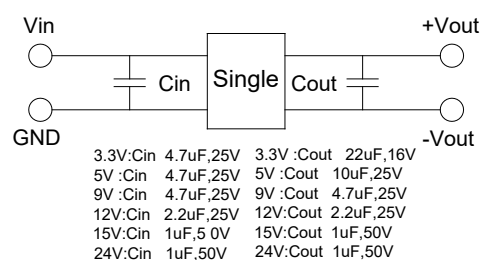 Vin +Vout
Cin Single Cout
GND -Vout
3.3V:Cin 4.7uF,25V 3.3V :Cout 22uF,16V
5V :Cin 4.7uF,25V 5V :Cout 10uF,25V
9V :Cin 4.7uF,25V 9V :Cout 4.7uF,25V
12V:Cin 2.2uF,25V 12V:Cout 2.2uF,25V
15V:Cin 1uF,5 0V 15V:Cout 1uF,50V
24V:Cin 1uF,50V 24V:Cout 1uF,50V